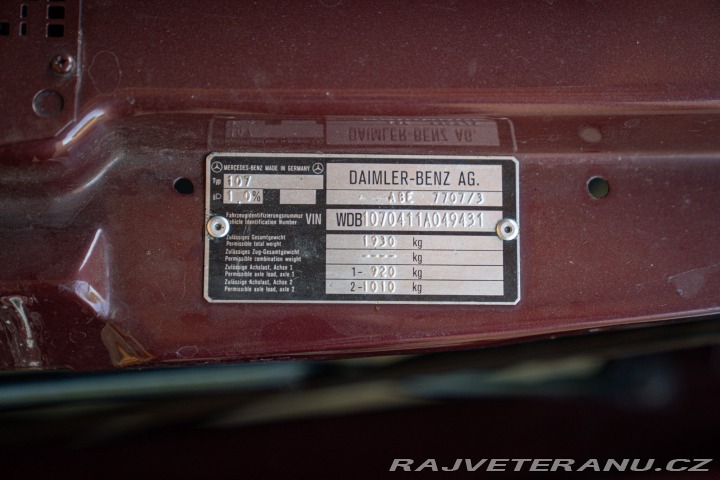 DAIMLER-BENZ AG.
MERCEDES-BENZ MADE IN GERMANY
Typ 107
DAIMLER-BENZ AG.
1,0%
ABE 7707/3
Fahrzeugidentifizierungsnummer
Vehicle Identification Number
VIN WDB1070411A049431
Zulässiges Gesamtgewicht
Permissible total weight
1930 kg
Zulässiges Zug-Gesamtgewicht
Permissible combination weight
---- kg
Zulässige Achslast, Achse 1
Permissible axle load, axle 1
1- 920 kg
Zulässige Achslast, Achse 2
Permissible axle load, axle 2
2-1010 kg
RAJVETERANU.CZ